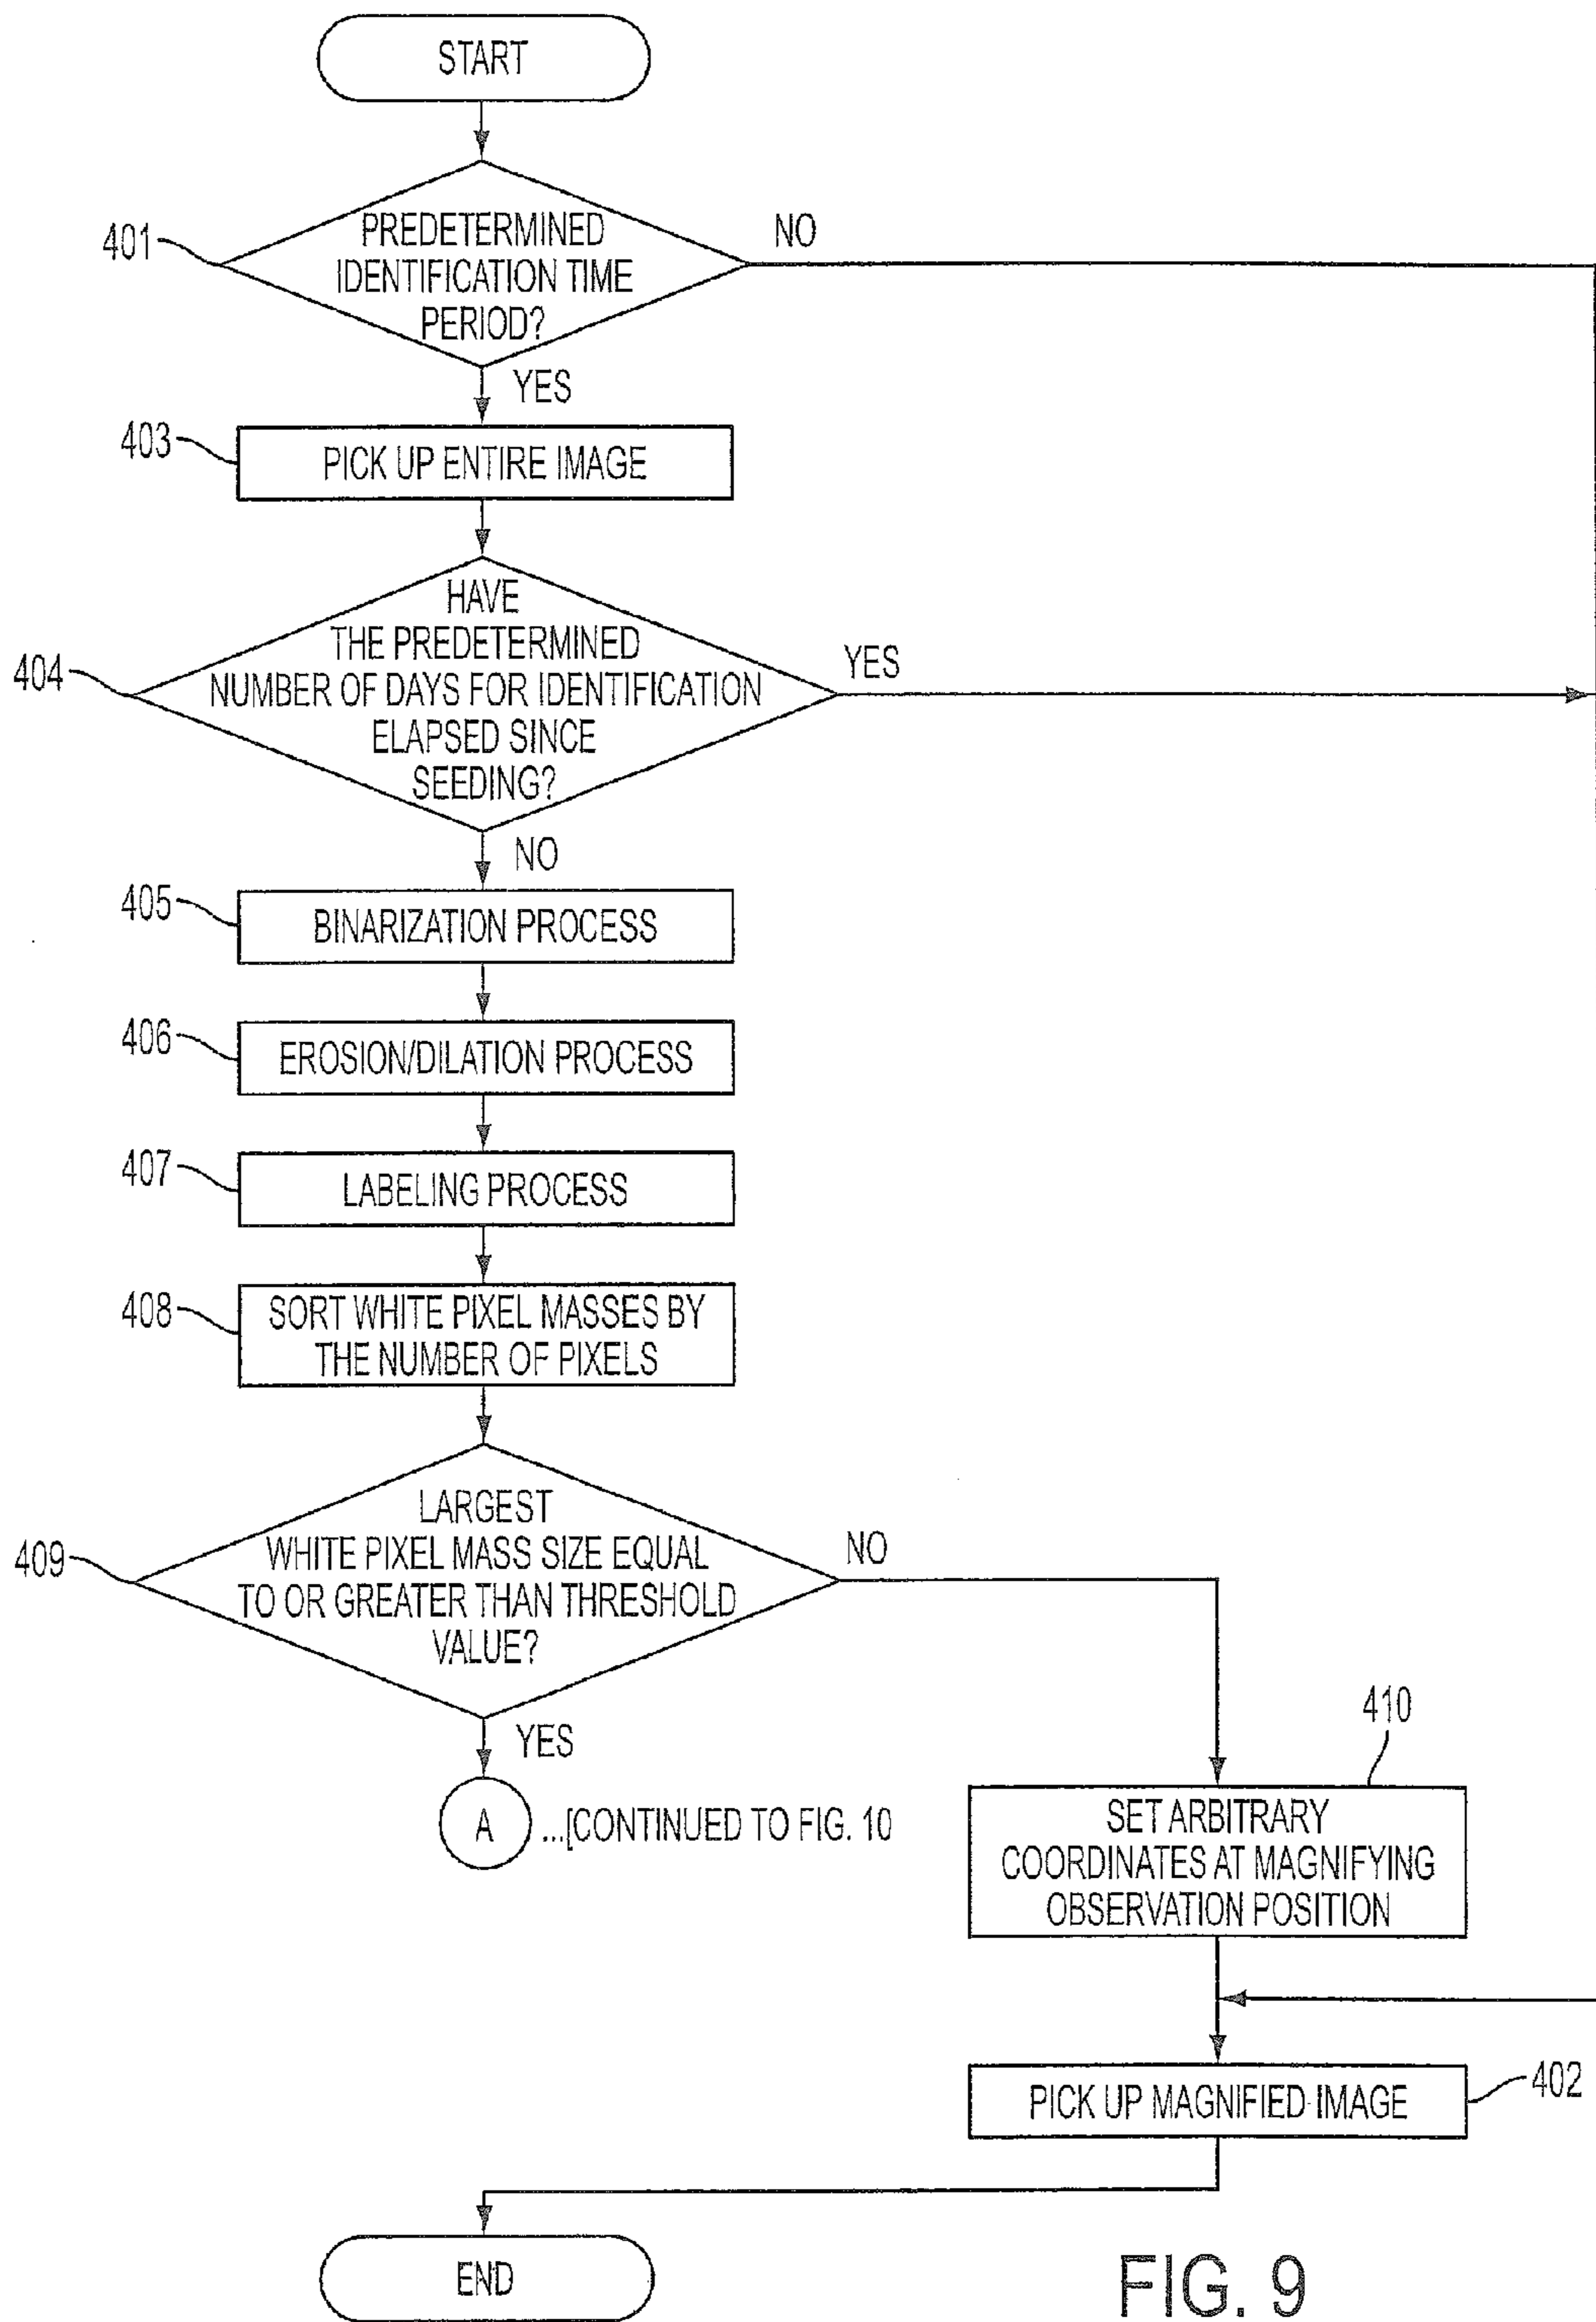 START
401
PREDETERMINED
IDENTIFICATION TIME
PERIOD?
NO
YES
403
PICK UP ENTIRE IMAGE
404
HAVE
THE PREDETERMINED
NUMBER OF DAYS FOR IDENTIFICATION
ELAPSED SINCE
SEEDING?
YES
NO
405
BINARIZATION PROCESS
406
EROSION/DILATION PROCESS
407
LABELING PROCESS
408
SORT WHITE PIXEL MASSES BY
THE NUMBER OF PIXELS
409
LARGEST
WHITE PIXEL MASS SIZE EQUAL
TO OR GREATER THAN THRESHOLD
VALUE?
NO
YES
A ...[CONTINUED TO FIG. 10
410
SET ARBITRARY
COORDINATES AT MAGNIFYING
OBSERVATION POSITION
402
PICK UP MAGNIFIED IMAGE
END
FIG. 9